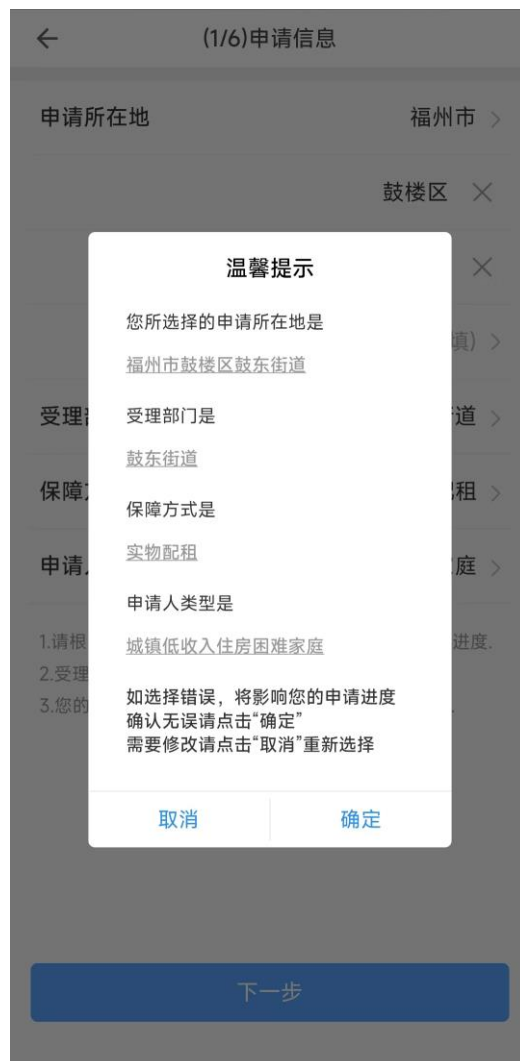 (1/6)申请信息
申请所在地
福州市
鼓楼区
温馨提示
您所选择的申请所在地是
填)
福州市鼓楼区鼓东街道
受理
受理部门是
道
鼓东街道
保障
保障方式是
租
实物配租
申请人类型是
申请
庭
城镇低收入住房困难家庭
1.请根
进度.
2.受理
3.您的
如选择错误，将影响您的申请进度
确认无误请点击“确定”
需要修改请点击“取消”重新选择
取消
确定
下一步